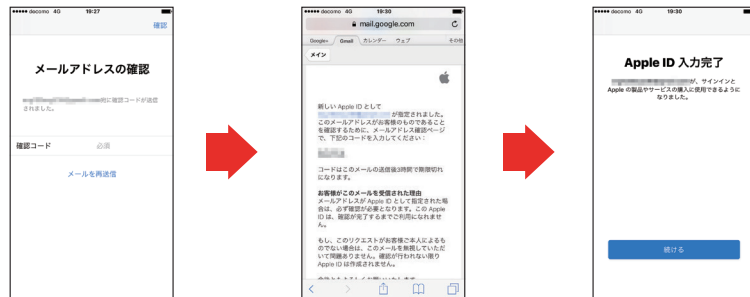 docomo 4G 19:27
確認
メールアドレスの確認
宛に確認コードが送信
されました。
確認コード 必須
メールを再送信
docomo 4G 19:30
mail.google.com
Google+ Gmail カレンダー ウェブ その他
メイン
新しい Apple ID として
が指定されました。
このメールアドレスがお客様のものであること
を確認するために、メールアドレス確認ページ
で、下記のコードを入力してください：
コードはこのメールの送信後3時間で期限切れ
になります。
お客様がこのメールを受信された理由
メールアドレスが Apple ID として指定された場
合は、必ず確認が必要となります。この Apple
ID は、確認が完了するまでご利用になれませ
ん。
もし、このリクエストがお客様ご本人によるも
のでない場合は、このメールを無視していただ
いて問題ありません。確認が行われない限り
Apple ID は作成されません。
docomo 4G 19:30
Apple ID 入力完了
が、サインインと
Apple の製品やサービスの購入に使用できるように
なりました。
続ける